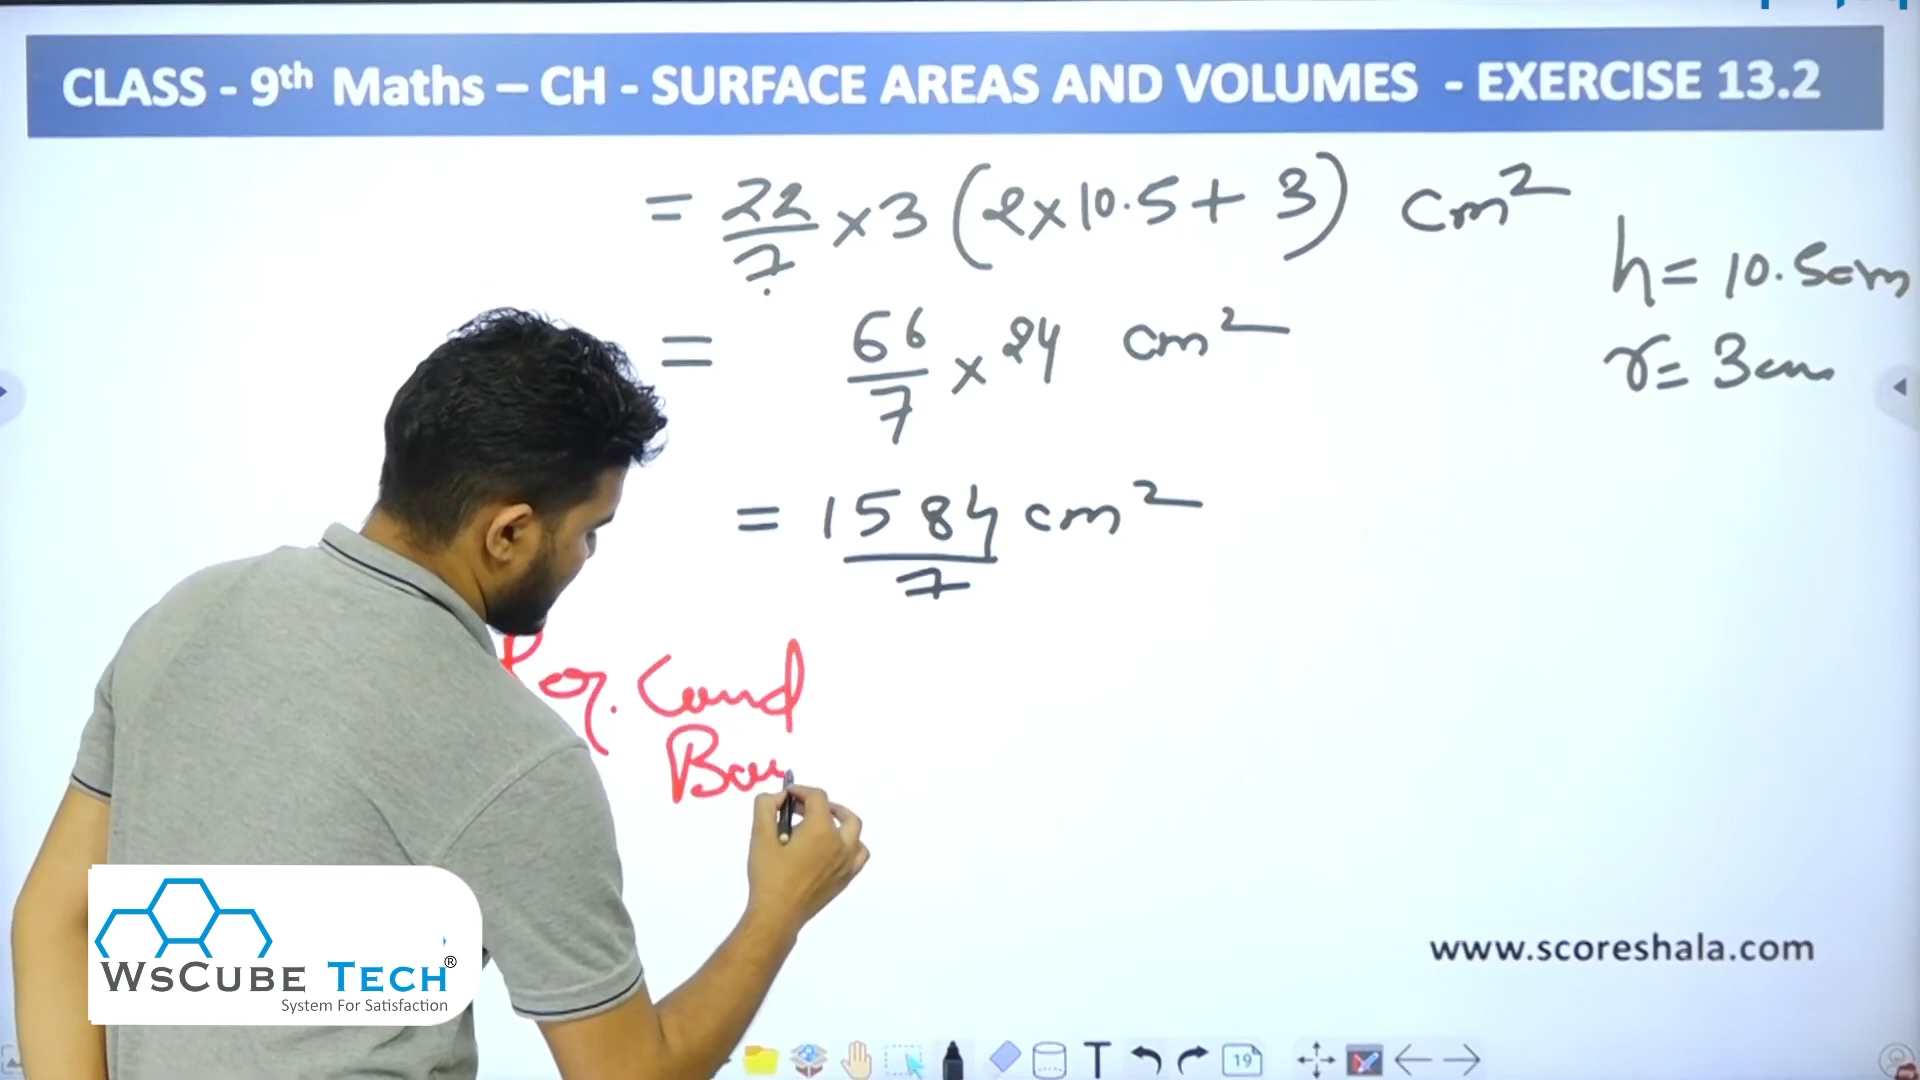 CLASS - 9th Maths – CH - SURFACE AREAS AND VOLUMES - EXERCISE 13.2
= 22/7 × 3 (2×10.5 + 3) cm²
h = 10.5cm
= 66/7 × 24 cm²
r = 3cm
= 1584/7 cm²
www.scoreshala.com
WSCUBE TECH®
System For Satisfaction
T
19